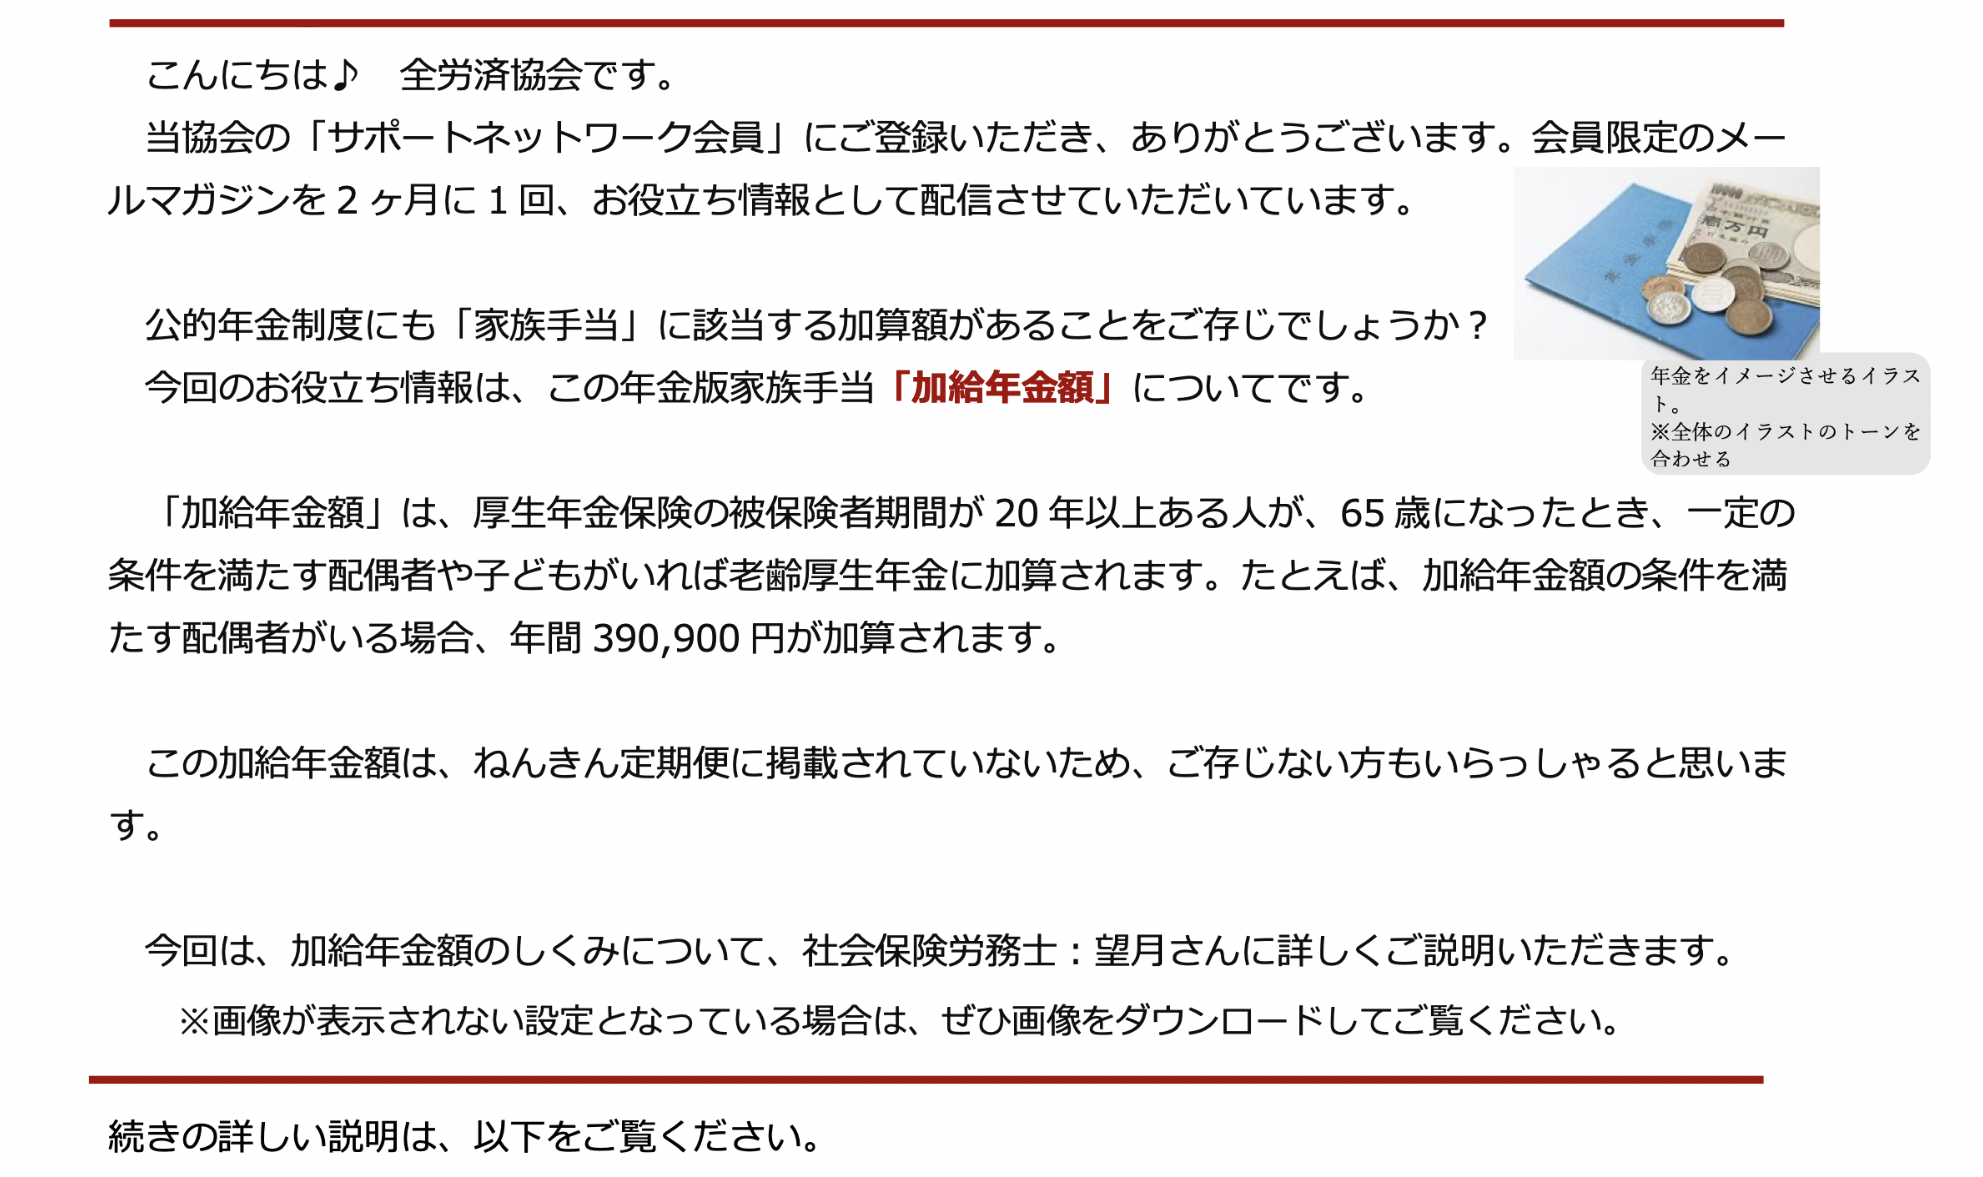 こんにちは♪　全労済協会です。
当協会の「サポートネットワーク会員」にご登録いただき、ありがとうございます。会員限定のメー
ルマガジンを２ヶ月に１回、お役立ち情報として配信させていただいています。
10000
壱万円
年金手帳
公的年金制度にも「家族手当」に該当する加算額があることをご存じでしょうか？
今回のお役立ち情報は、この年金版家族手当「加給年金額」についてです。
年金をイメージさせるイラス
ト。
※全体のイラストのトーンを
合わせる
「加給年金額」は、厚生年金保険の被保険者期間が 20 年以上ある人が、65 歳になったとき、一定の
条件を満たす配偶者や子どもがいれば老齢厚生年金に加算されます。たとえば、加給年金額の条件を満
たす配偶者がいる場合、年間 390,900 円が加算されます。
この加給年金額は、ねんきん定期便に掲載されていないため、ご存じない方もいらっしゃると思いま
す。
今回は、加給年金額のしくみについて、社会保険労務士：望月さんに詳しくご説明いただきます。
※画像が表示されない設定となっている場合は、ぜひ画像をダウンロードしてご覧ください。
続きの詳しい説明は、以下をご覧ください。